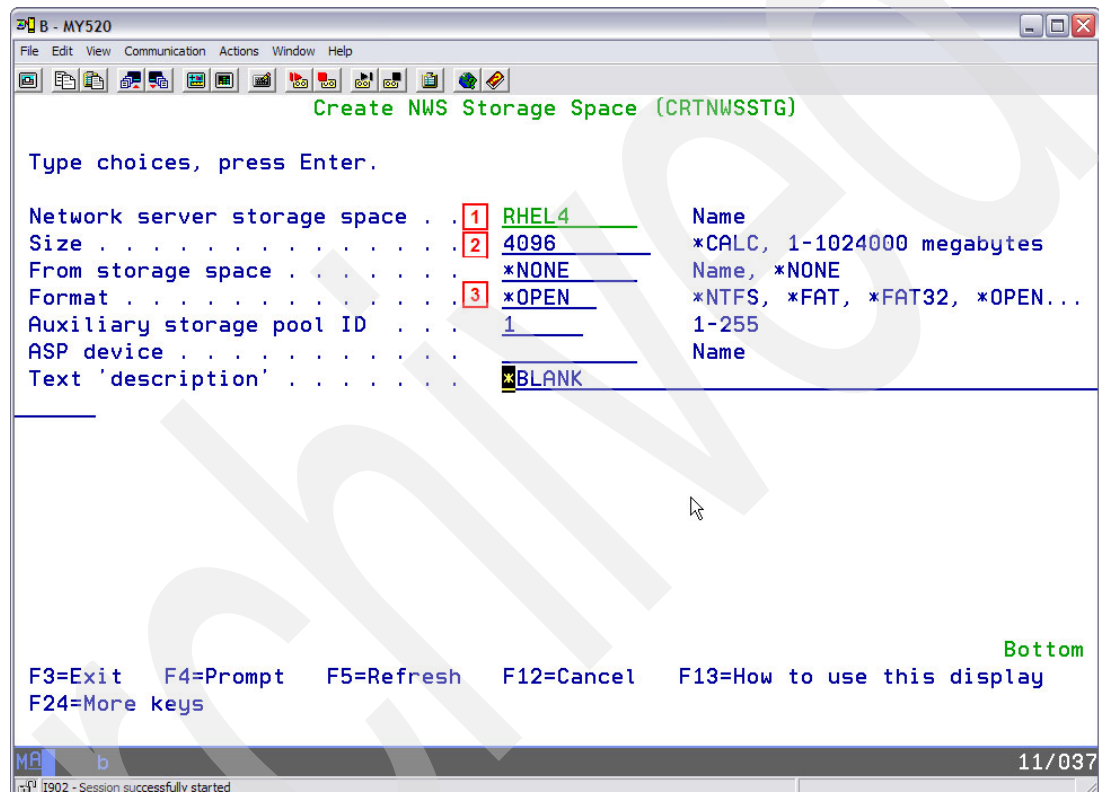 B - MY520
File Edit View Communication Actions Window Help
Create NWS Storage Space (CRTNWSSTG)
Type choices, press Enter.
Network server storage space . . 1 RHEL4 Name
Size . . . . . . . . . . . . . . 2 4096 *CALC, 1-1024000 megabytes
From storage space . . . . . . . *NONE Name, *NONE
Format . . . . . . . . . . . . . 3 *OPEN *NTFS, *FAT, *FAT32, *OPEN...
Auxiliary storage pool ID . . . 1 1-255
ASP device . . . . . . . . . . . Name
Text 'description' . . . . . . . *BLANK
Bottom
F3=Exit F4=Prompt F5=Refresh F12=Cancel F13=How to use this display
F24=More keys
MA b 11/037
I902 - Session successfully started
rchived